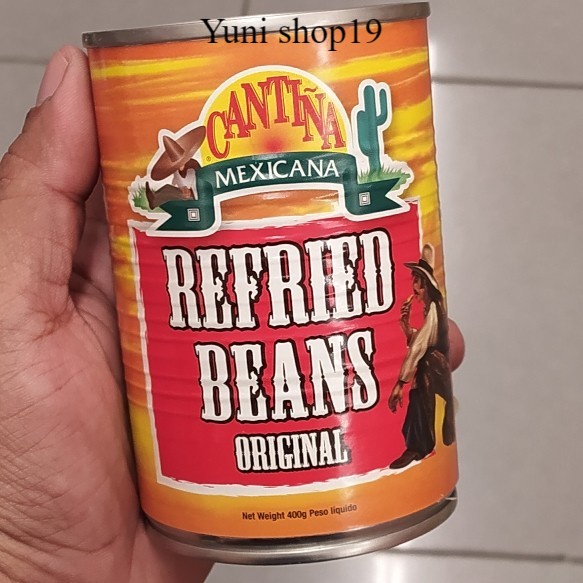 Yuni shop19
CANTIÑA
MEXICANA
REFRIED
BEANS
ORIGINAL
Net Weight 400g Peso líquido